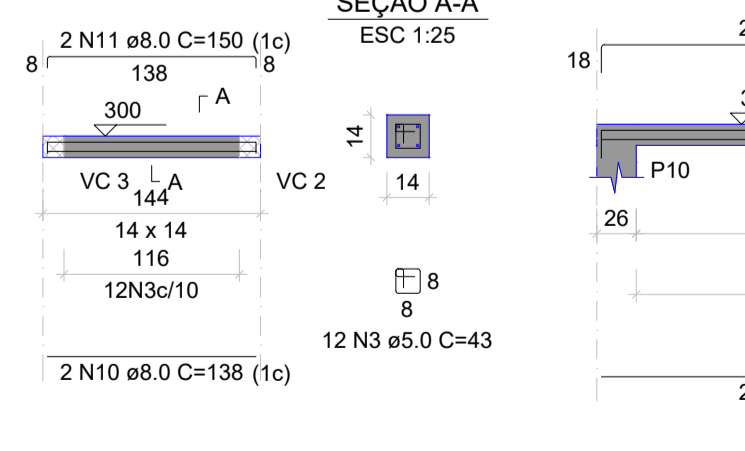 SEÇÃO A-A
ESC 1:25
2 N11 ø8.0 C=150 (1c)
8
138
8
A
300
VC 3
A
VC 2
144
14 x 14
116
12N3c/10
2 N10 ø8.0 C=138 (1c)
14
14
8
8
12 N3 ø5.0 C=43
18
P10
26